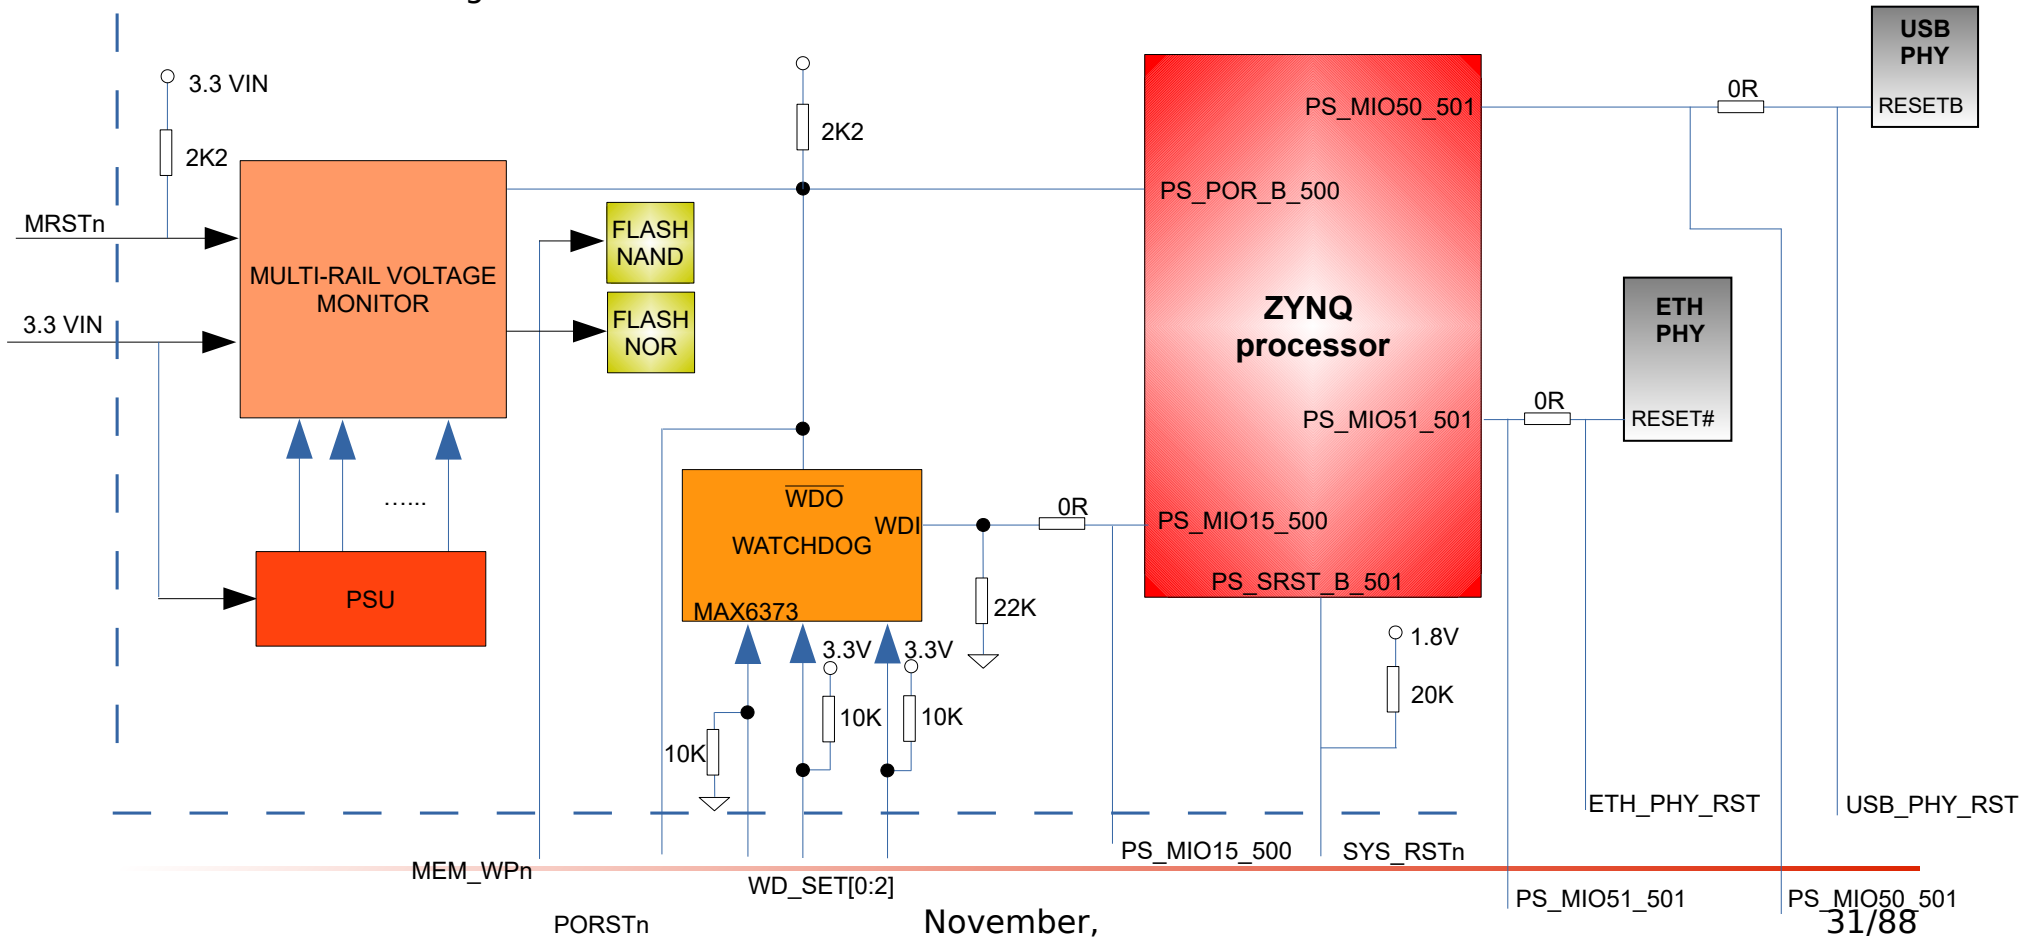 USB
PHY
RESETB
3.3 VIN
2K2
2K2
0R
PS_MIO50_501
PS_POR_B_500
MRSTn
FLASH
NAND
MULTI-RAIL VOLTAGE
MONITOR
3.3 VIN
FLASH
NOR
ZYNQ
processor
ETH
PHY
RESET#
0R
PS_MIO51_501
…...
WDO
WDI
WATCHDOG
MAX6373
0R
PS_MIO15_500
PS_SRST_B_501
PSU
22K
3.3V
3.3V
1.8V
20K
10K
10K
10K
ETH_PHY_RST
USB_PHY_RST
PS_MIO15_500
SYS_RSTn
MEM_WPn
WD_SET[0:2]
PS_MIO51_501
PS_MIO50_501
PORSTn
November,
31/88